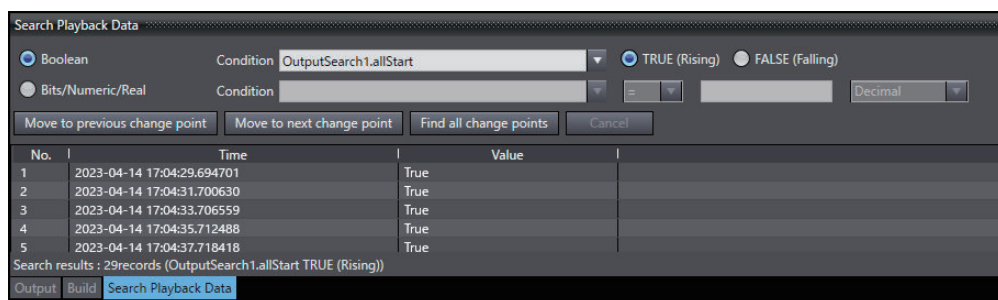 Search Playback Data
Boolean Condition OutputSearch1.allStart TRUE (Rising) FALSE (Falling)
Bits/Numeric/Real Condition = Decimal
Move to previous change point Move to next change point Find all change points Cancel
No. Time Value
1 2023-04-14 17:04:29.694701 True
2 2023-04-14 17:04:31.700630 True
3 2023-04-14 17:04:33.706559 True
4 2023-04-14 17:04:35.712488 True
5 2023-04-14 17:04:37.718418 True
Search results : 29records (OutputSearch1.allStart TRUE (Rising))
Output Build Search Playback Data